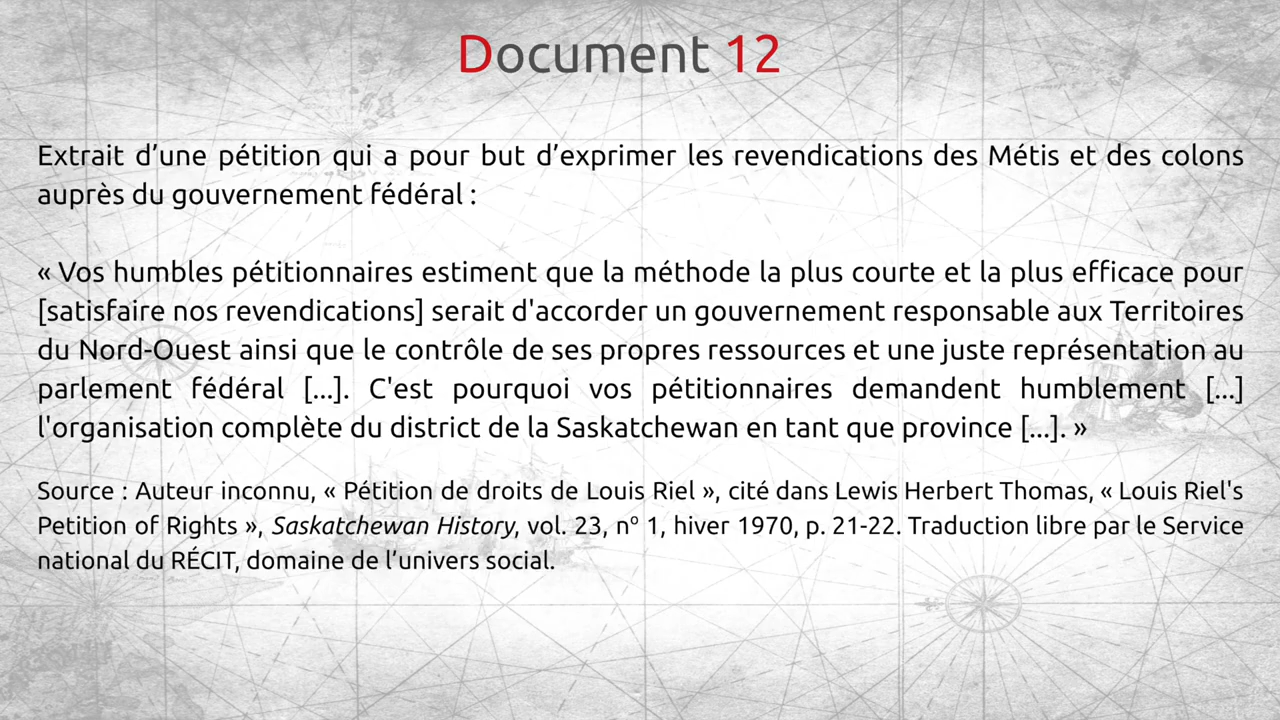 Document 12
Extrait d’une pétition qui a pour but d’exprimer les revendications des Métis et des colons
auprès du gouvernement fédéral :
« Vos humbles pétitionnaires estiment que la méthode la plus courte et la plus efficace pour
[satisfaire nos revendications] serait d'accorder un gouvernement responsable aux Territoires
du Nord-Ouest ainsi que le contrôle de ses propres ressources et une juste représentation au
parlement fédéral [...]. C'est pourquoi vos pétitionnaires demandent humblement [...]
l'organisation complète du district de la Saskatchewan en tant que province [...]. »
Source : Auteur inconnu, « Pétition de droits de Louis Riel », cité dans Lewis Herbert Thomas, « Louis Riel's
Petition of Rights », Saskatchewan History, vol. 23, nº 1, hiver 1970, p. 21-22. Traduction libre par le Service
national du RÉCIT, domaine de l’univers social.